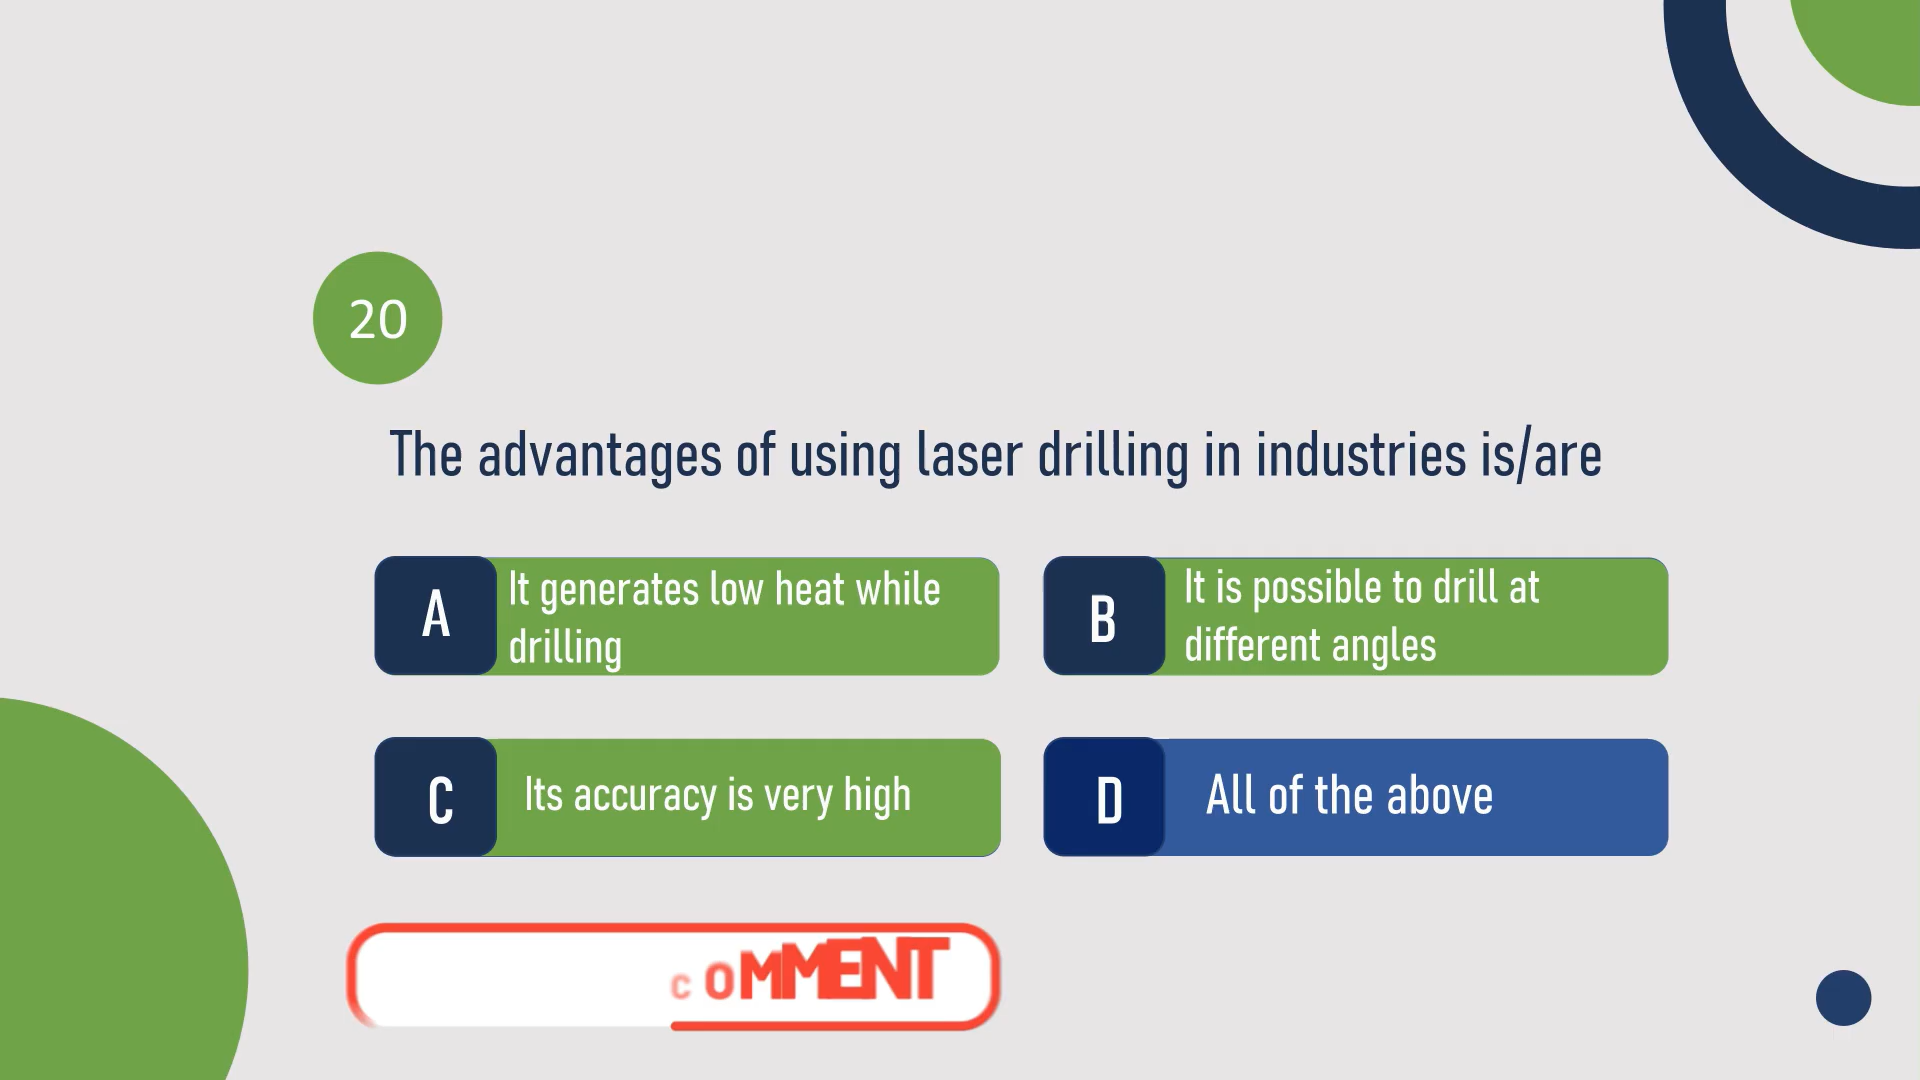 20
The advantages of using laser drilling in industries is/are
A
It generates low heat while
drilling
B
It is possible to drill at
different angles
C
Its accuracy is very high
D
All of the above
COMMENT